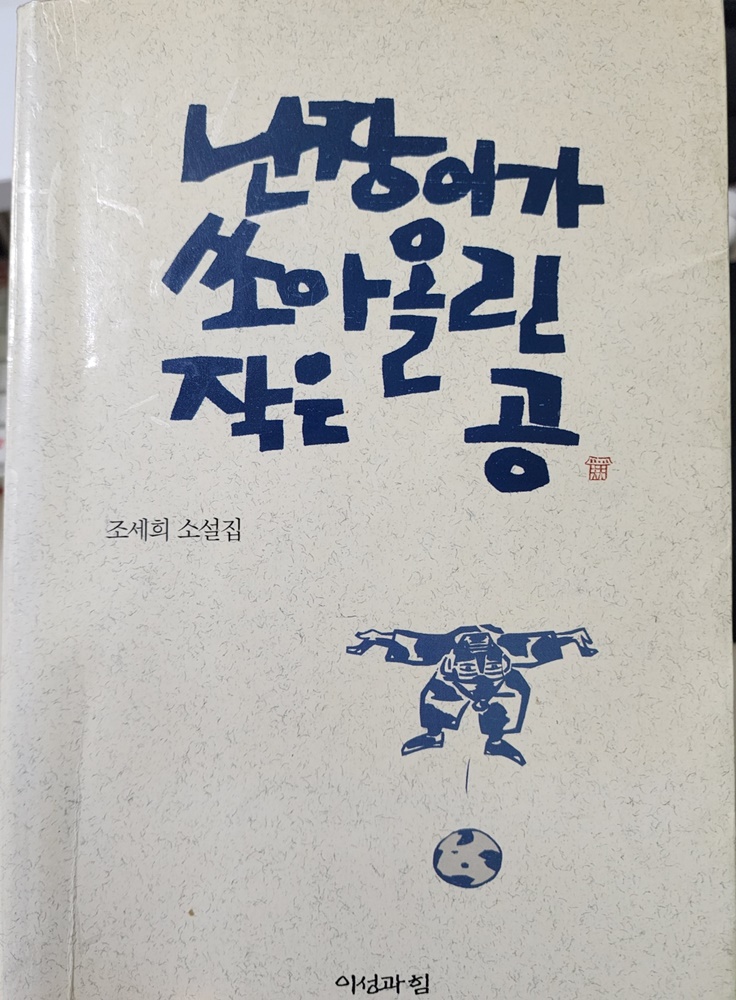 난장이가
쏘아올린
작은 공
조세희 소설집
이성과힘